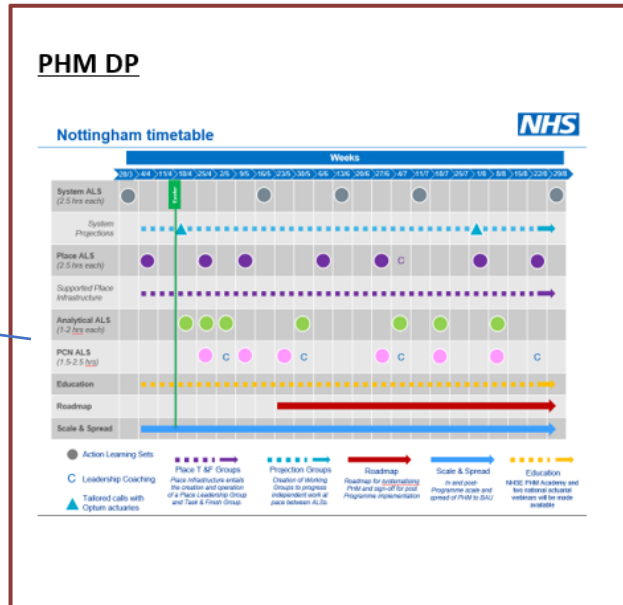 PHM DP
Nottingham timetable
NHS
Weeks
28/3 4/4 11/4 18/4 25/4 2/5 9/5 16/5 23/5 30/5 6/6 13/6 20/6 27/6 4/7 11/7 18/7 25/7 1/8 8/8 15/8 22/8 29/8
System ALS
(2.5 hrs each)
Easter
System
Projections
Place ALS
(2.5 hrs each)
C
Supported Place
Infrastructure
Analytical ALS
(1-2 hrs each)
PCN ALS
(1.5-2.5 hrs)
C C C C
Education
Roadmap
Scale & Spread
Action Learning Sets
C Leadership Coaching
Tailored calls with
Optum actuaries
Place T &F Groups
Place Infrastructure entails
the creation and operation
of a Place Leadership Group
and Task & Finish Group.
Projection Groups
Creation of Working
Groups to progress
independent work at
pace between ALSs.
Roadmap
Roadmap for systematising
PHM and sign-off for post
Programme implementation
Scale & Spread
In and post-
Programme scale and
spread of PHM to BAU
Education
NHSE PHM Academy and
two national actuarial
webinars will be made
available